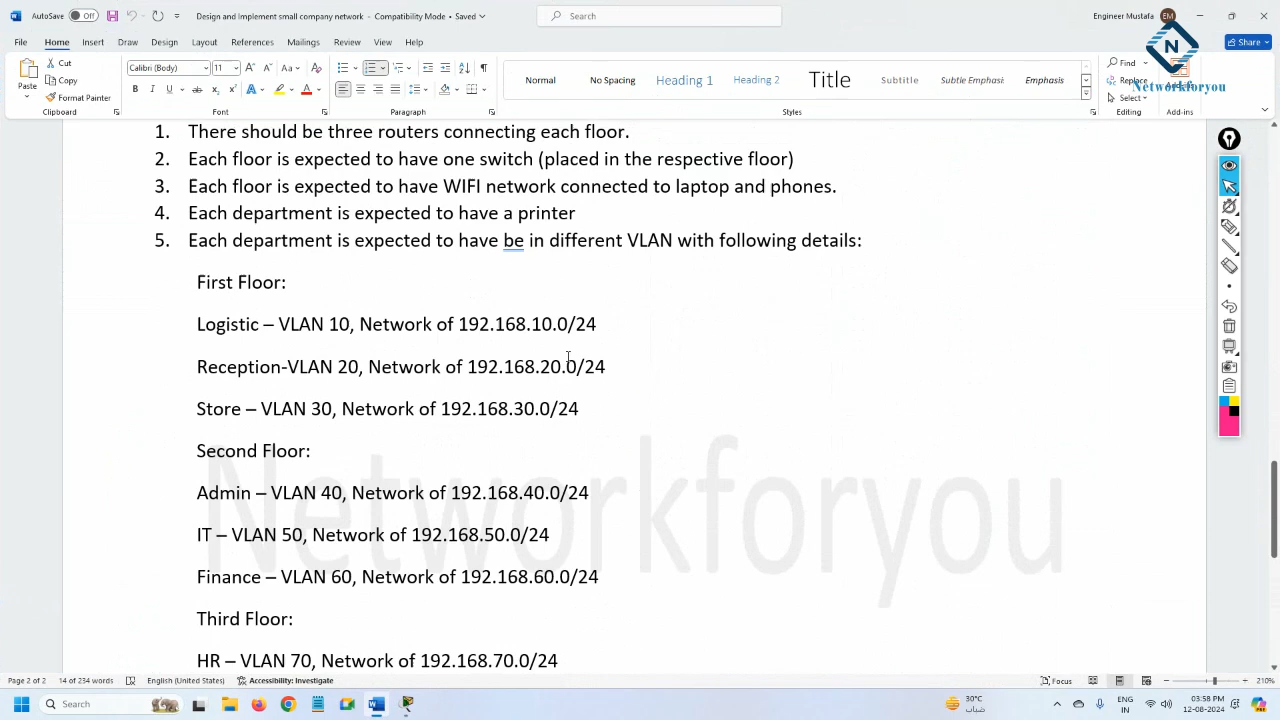 design implementation - Compatibility Mode • Saved
AutoSave Off
Search
Engineer Mustafa EM
File Home Insert Draw Design Layout References Mailings Review View Help
Share
Paste
Cut
Copy
Format Painter
Clipboard
Calibri (Body) 11
Font
Paragraph
Normal No Spacing Heading 1 Heading 2 Title Subtitle Subtle Emphasis Emphasis
Styles
Find
Replace
Select
Editing
Add-ins
N
Networkforyou
1. There should be three routers connecting each floor.
2. Each floor is expected to have one switch (placed in the respective floor)
3. Each floor is expected to have WIFI network connected to laptop and phones.
4. Each department is expected to have a printer
5. Each department is expected to have be in different VLAN with following details:
First Floor:
Logistic – VLAN 10, Network of 192.168.10.0/24
Reception-VLAN 20, Network of 192.168.20.0/24
Store – VLAN 30, Network of 192.168.30.0/24
Second Floor:
Admin – VLAN 40, Network of 192.168.40.0/24
IT – VLAN 50, Network of 192.168.50.0/24
Finance – VLAN 60, Network of 192.168.60.0/24
Third Floor:
HR – VLAN 70, Network of 192.168.70.0/24
Networkforyou
Page 2 of 2 14 of 234 words English (United States) Accessibility: Investigate
Focus 210%
Search
30°C
ENG
IN
03:58 PM
12-08-2024